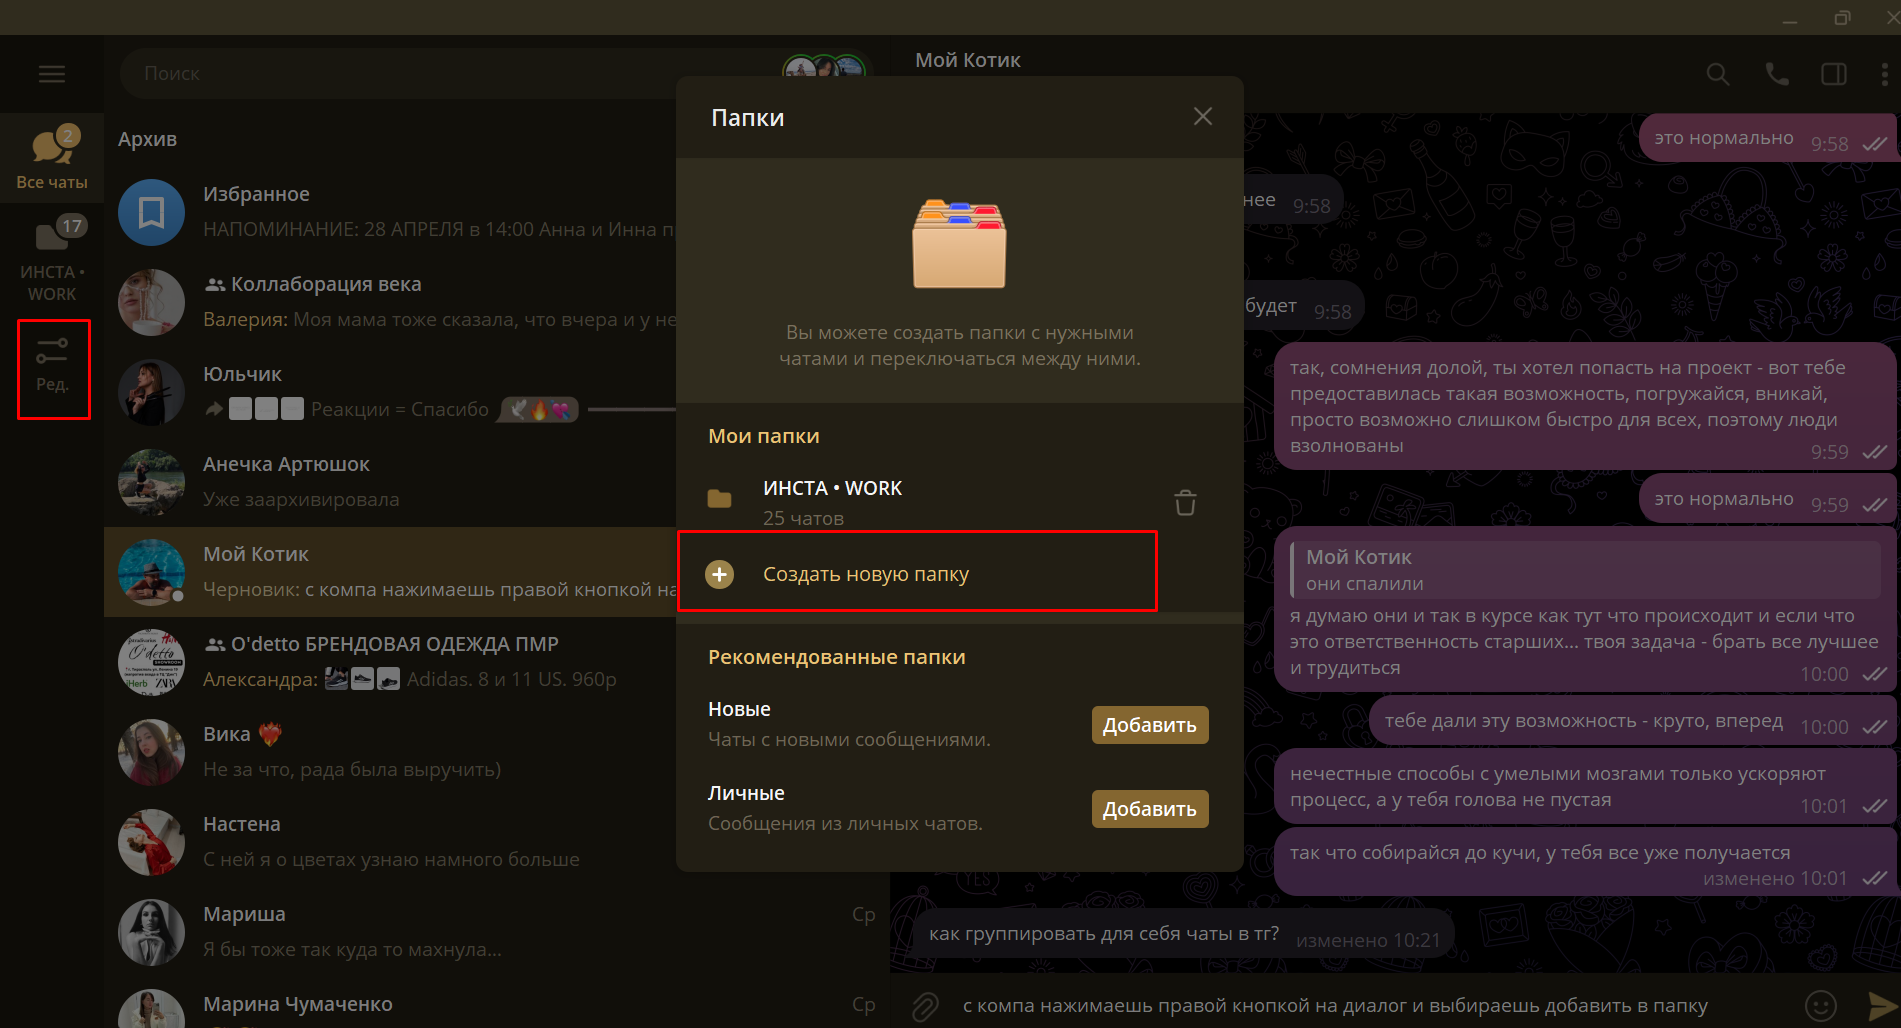 Поиск
2
Все чаты
17
ИНСТА •
WORK
Ред.
Архив
Избранное
НАПОМИНАНИЕ: 28 АПРЕЛЯ в 14:00 Анна и Инна
Коллаборация века
Валерия: Моя мама тоже сказала, что вчера и у
Юльчик
Реакции = Спасибо
Анечка Артюшок
Уже заархивировала
Мой Котик
Черновик: с компа нажимаешь правой кнопкой
O'detto БРЕНДОВАЯ ОДЕЖДА ПМР
Александра: Adidas. 8 и 11 US. 960р
Вика
Не за что, рада была выручить)
Настена
С ней я о цветах узнаю намного больше
Мариша
Ср
Я бы тоже так куда то махнула...
Марина Чумаченко
Ср
Папки
Вы можете создать папки с нужными
чатами и переключаться между ними.
Мои папки
ИНСТА • WORK
25 чатов
Создать новую папку
Рекомендованные папки
Новые
Чаты с новыми сообщениями.
Добавить
Личные
Сообщения из личных чатов.
Добавить
Мой Котик
это нормально 9:58
нее 9:58
будет 9:58
так, сомнения долой, ты хотел попасть на проект - вот тебе
предоставилась такая возможность, погружайся, вникай,
просто возможно слишком быстро для всех, поэтому люди
взолнованы
9:59
это нормально 9:59
Мой Котик
они спалили
я думаю они и так в курсе как тут что происходит и если что
это ответственность старших... твоя задача - брать все лучшее
и трудиться
10:00
тебе дали эту возможность - круто, вперед 10:00
нечестные способы с умелыми мозгами только ускоряют
процесс, а у тебя голова не пустая 10:01
так что собирайся до кучи, у тебя все уже получается
изменено 10:01
YES
как группировать для себя чаты в тг? изменено 10:21
с компа нажимаешь правой кнопкой на диалог и выбираешь добавить в папку